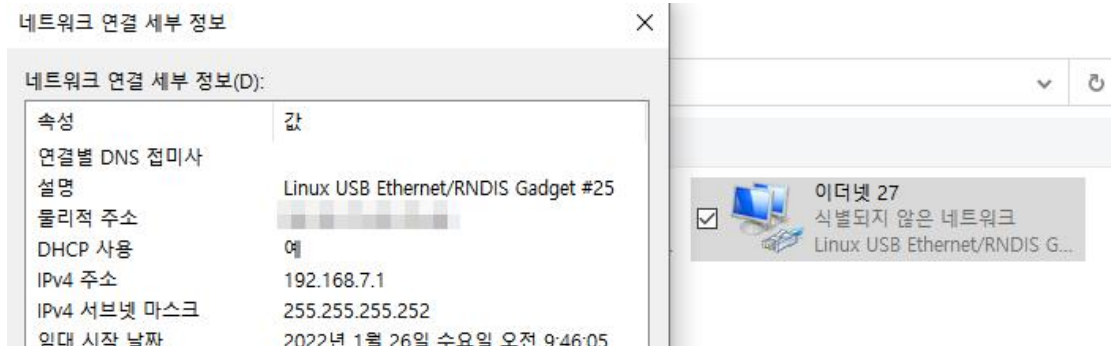 네트워크 연결 세부 정보
네트워크 연결 세부 정보(D):
속성 값
연결별 DNS 접미사
설명 Linux USB Ethernet/RNDIS Gadget #25
물리적 주소
DHCP 사용 예
IPv4 주소 192.168.7.1
IPv4 서브넷 마스크 255.255.255.252
임대 시작 날짜 2022년 1월 26일 수요일 오전 9:46:05
이더넷 27
식별되지 않은 네트워크
Linux USB Ethernet/RNDIS G...